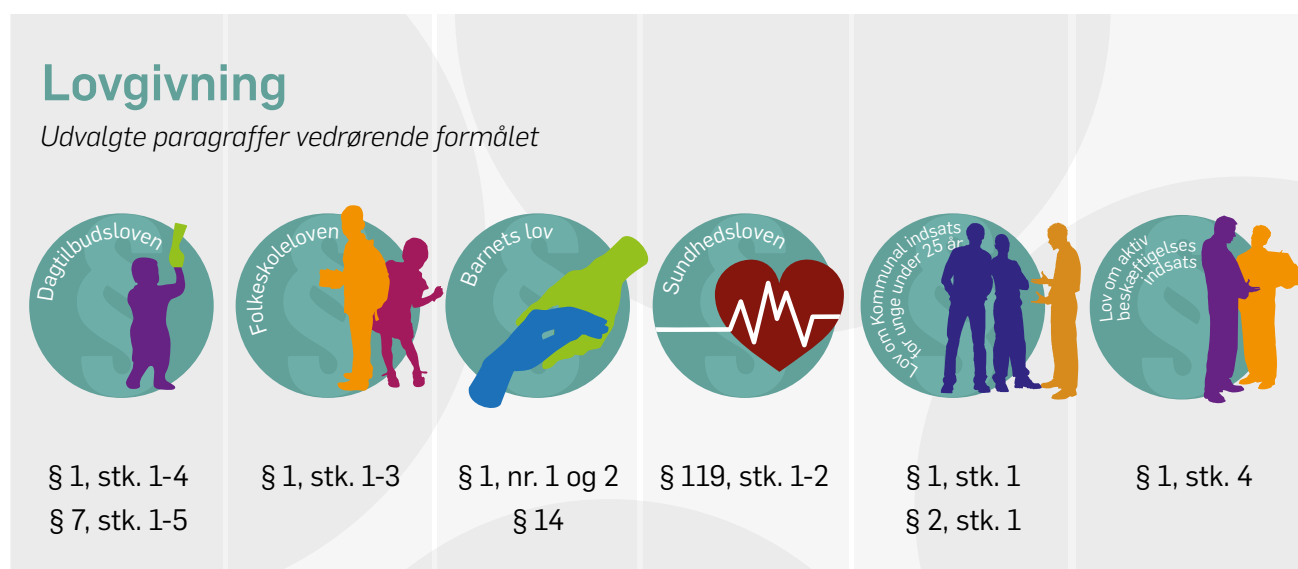 Lovgivning
Udvalgte paragraffer vedrørende formålet
Dagtilbudsloven
§ 1, stk. 1-4
§ 7, stk. 1-5
Folkeskoleloven
§ 1, stk. 1-3
Barnets lov
§ 1, nr. 1 og 2
§ 14
Sundhedsloven
§ 119, stk. 1-2
Lov om Kommunal indsats
for unge under 25 år
§ 1, stk. 1
§ 2, stk. 1
Lov om aktiv
beskæftigelses
indsats
§ 1, stk. 4